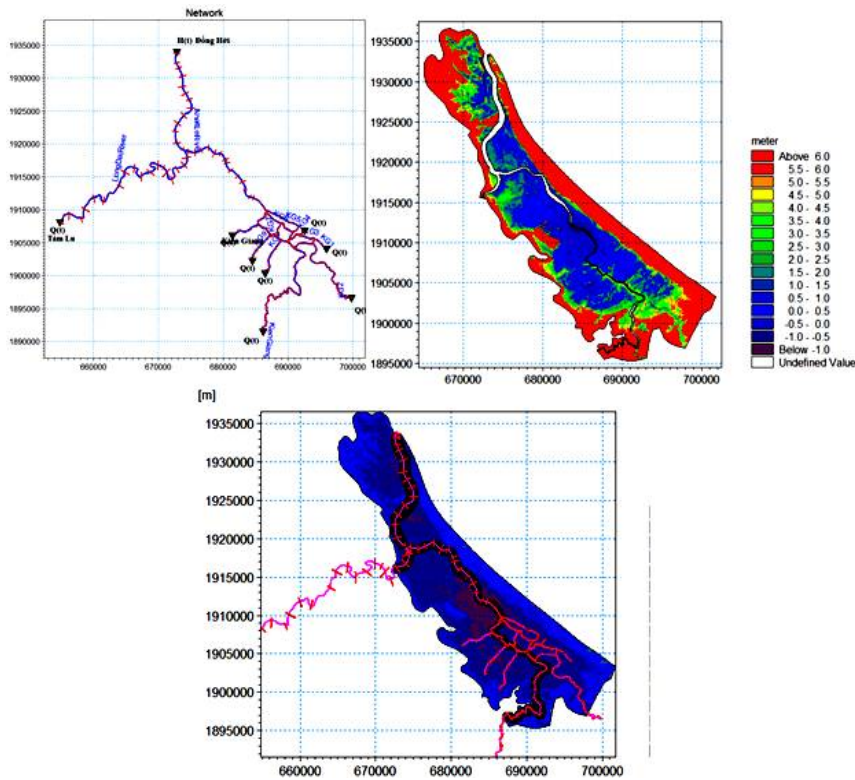 Network
H(t) Đồng Hới
1935000
1930000
1925000
1920000
1915000
1910000
1905000
1900000
1895000
1890000
LongDaiRiver
Q(t)
Tám Lu
Q(t)
Q(t)
Q(t)
Q(t)
Q(t)
Q(t)
Kien Giang
660000
670000
680000
690000
700000
1935000
1930000
1925000
1920000
1915000
1910000
1905000
1900000
1895000
670000
680000
690000
700000
meter
Above 6.0
5.5 - 6.0
5.0 - 5.5
4.5 - 5.0
4.0 - 4.5
3.5 - 4.0
3.0 - 3.5
2.5 - 3.0
2.0 - 2.5
1.5 - 2.0
1.0 - 1.5
0.5 - 1.0
0.0 - 0.5
-0.5 - 0.0
-1.0 - -0.5
Below -1.0
Undefined Value
[m]
1935000
1930000
1925000
1920000
1915000
1910000
1905000
1900000
1895000
660000
670000
680000
690000
700000